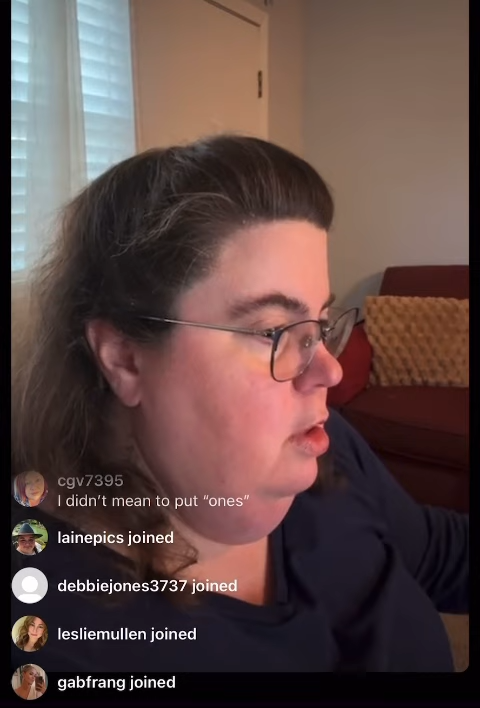 cgv7395
I didn't mean to put “ones”
lainepics joined
debbiejones3737 joined
lesliemullen joined
gabfrang joined